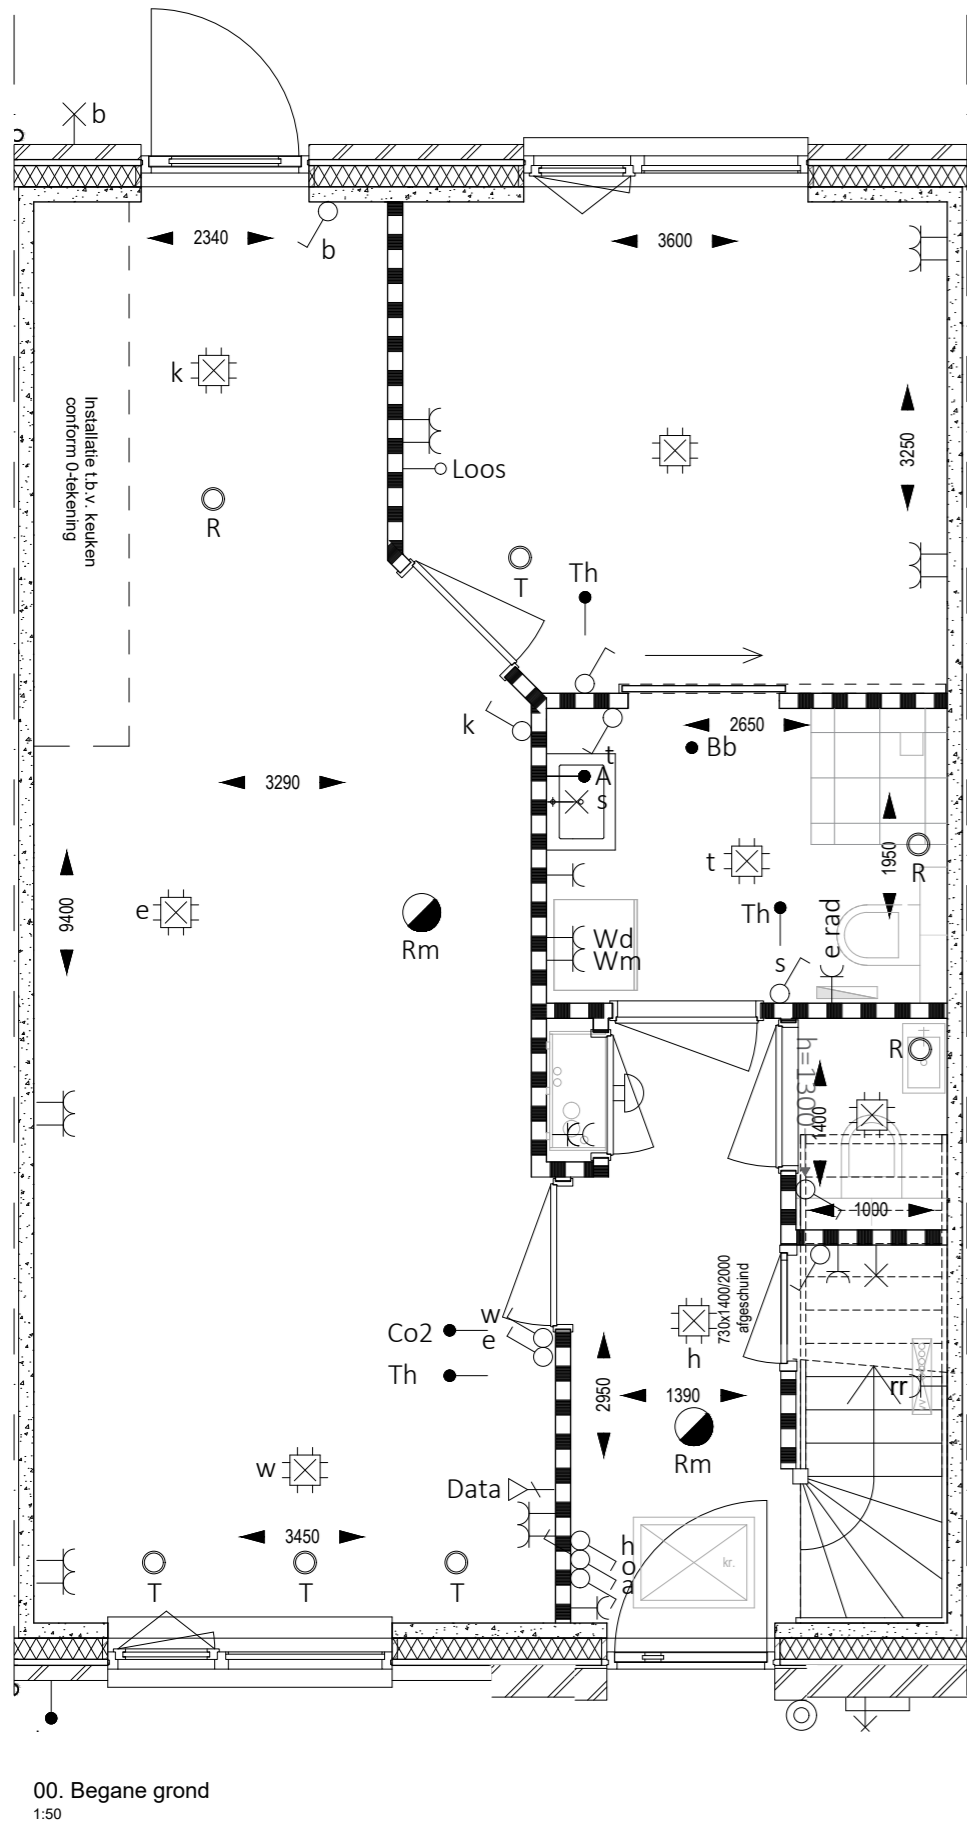 b
2340
b
3600
k
Installatie t.b.v. keuken
conform 0-tekening
Loos
3250
R
T
Th
k
2650
Bb
t
A
s
3290
1950
t
R
e
9400
Rm
Th
e rad
Wd
Wm
s
R
h=1300
1400
1000
730x1400/2000
afgeschuind
w
Co2
e
h
Th
2950
1390
rr
Rm
w
Data
3450
h
o
a
kr.
T
T
T
00. Begane grond
1:50